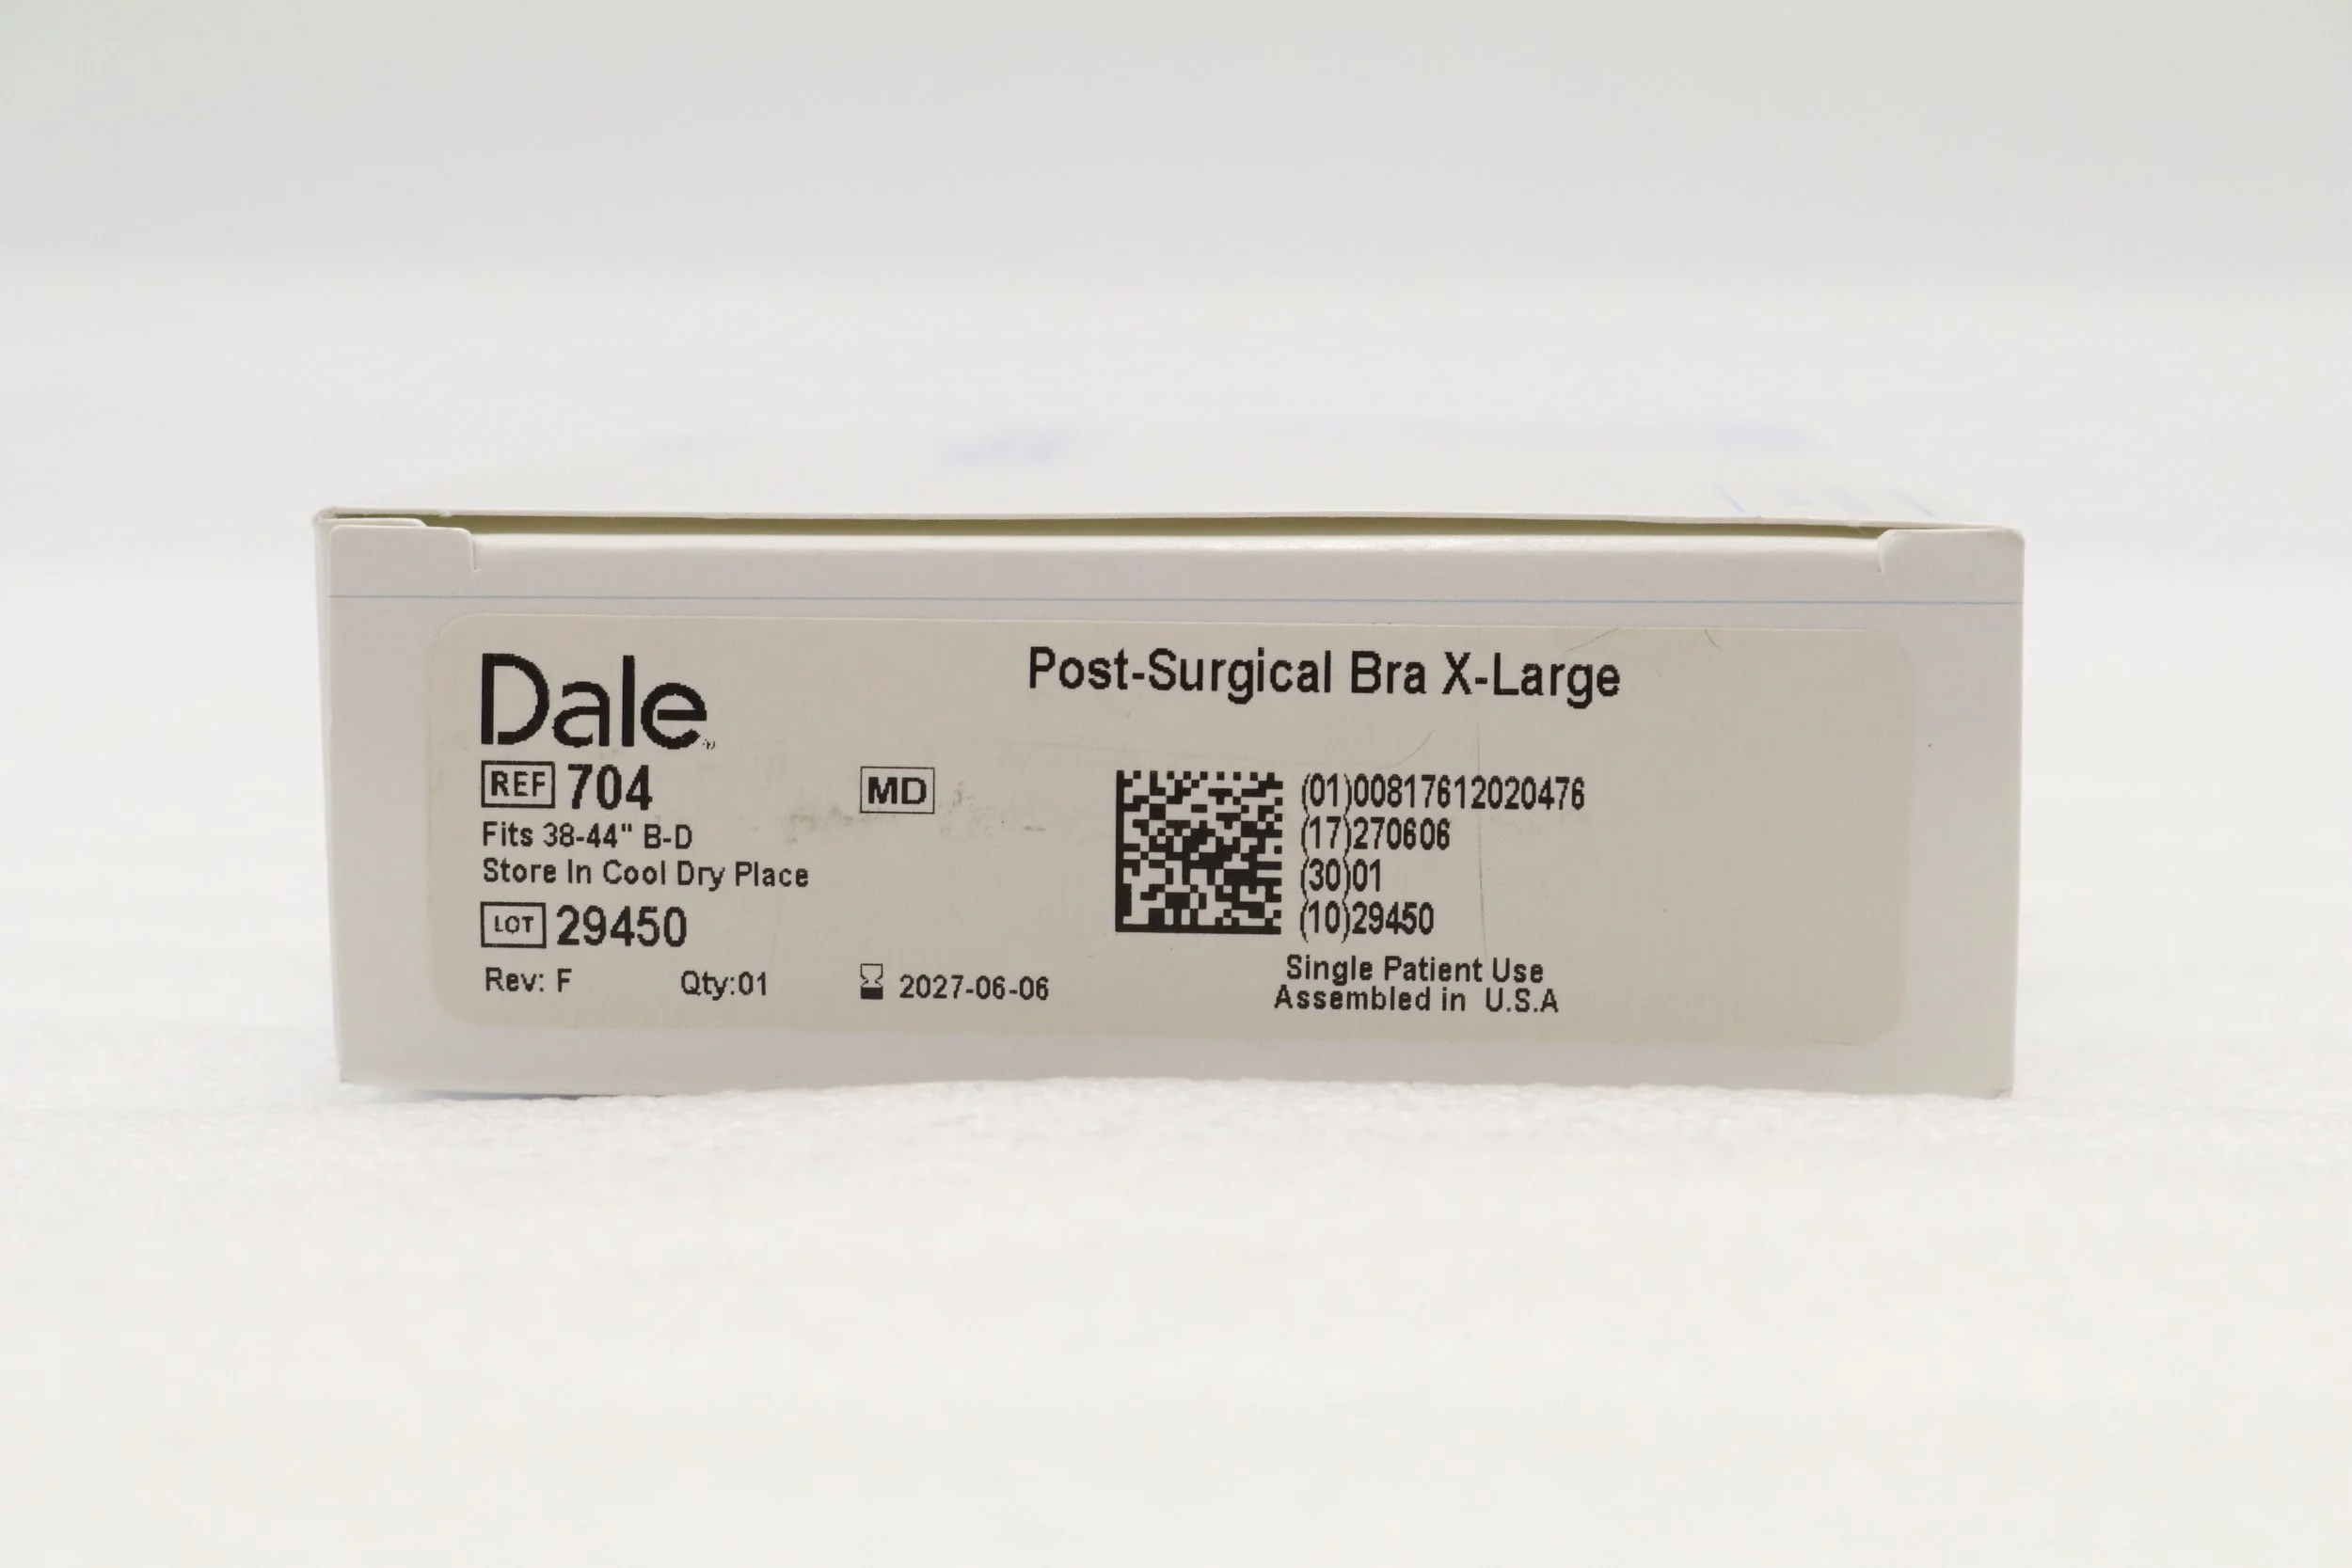 Dale
Post-Surgical Bra X-Large
REF 704
MD
Fits 38-44" B-D
Store In Cool Dry Place
LOT 29450
Rev: F Qty:01 2027-06-06
(01)00817612020476
(17)270606
(30)01
(10)29450
Single Patient Use
Assembled in U.S.A